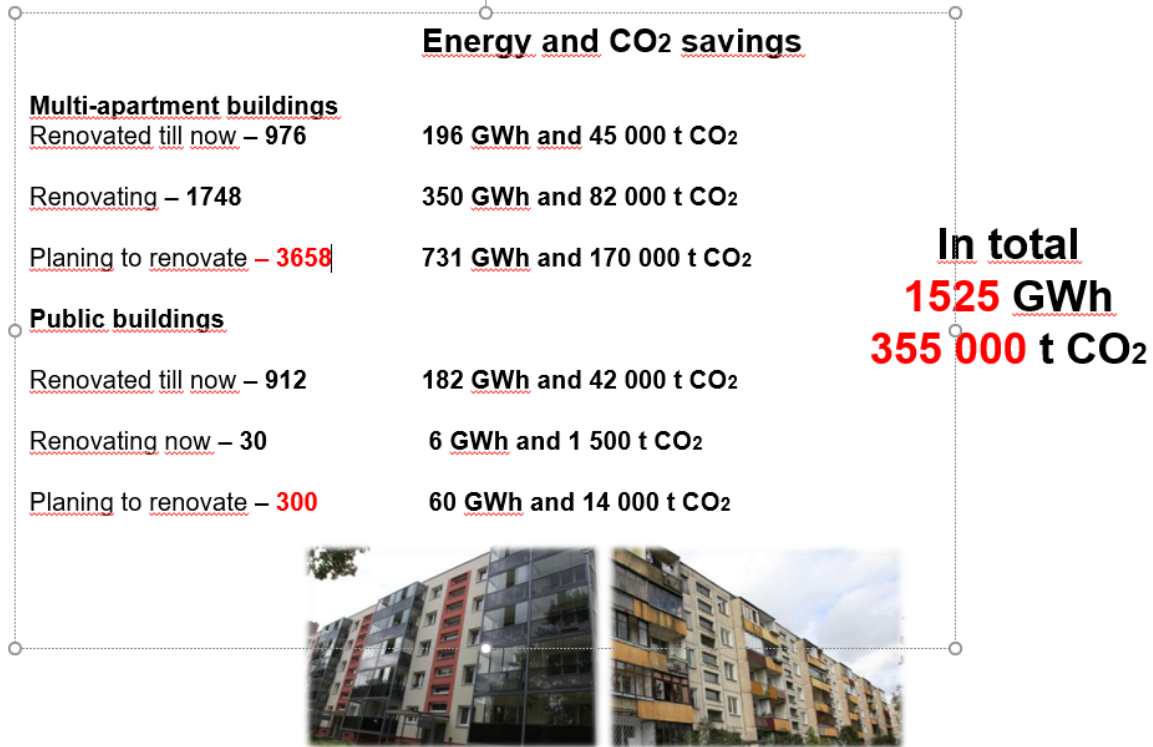 Energy and CO2 savings
Multi-apartment buildings
Renovated till now – 976 196 GWh and 45 000 t CO2
Renovating – 1748 350 GWh and 82 000 t CO2
Planing to renovate – 3658 731 GWh and 170 000 t CO2
In total
1525 GWh
355 000 t CO2
Public buildings
Renovated till now – 912 182 GWh and 42 000 t CO2
Renovating now – 30 6 GWh and 1 500 t CO2
Planing to renovate – 300 60 GWh and 14 000 t CO2